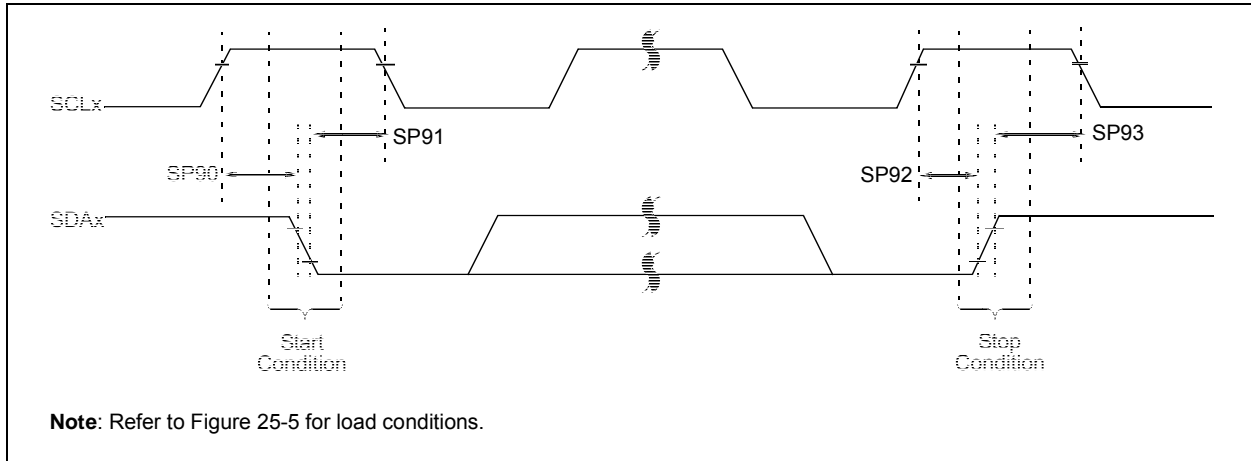 SCLx
SP91
SP93
SP90
SP92
SDAx
Start
Condition
Stop
Condition
Note: Refer to Figure 25-5 for load conditions.